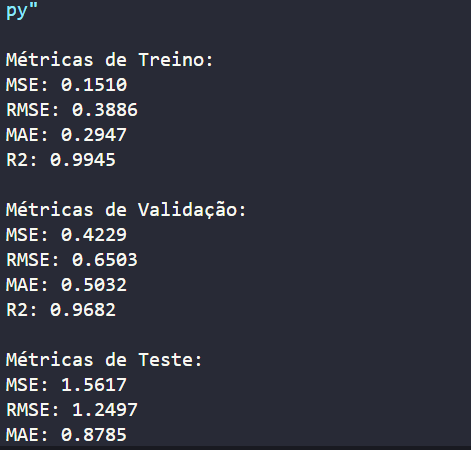 py"
Métricas de Treino:
MSE: 0.1510
RMSE: 0.3886
MAE: 0.2947
R2: 0.9945
Métricas de Validação:
MSE: 0.4229
RMSE: 0.6503
MAE: 0.5032
R2: 0.9682
Métricas de Teste:
MSE: 1.5617
RMSE: 1.2497
MAE: 0.8785